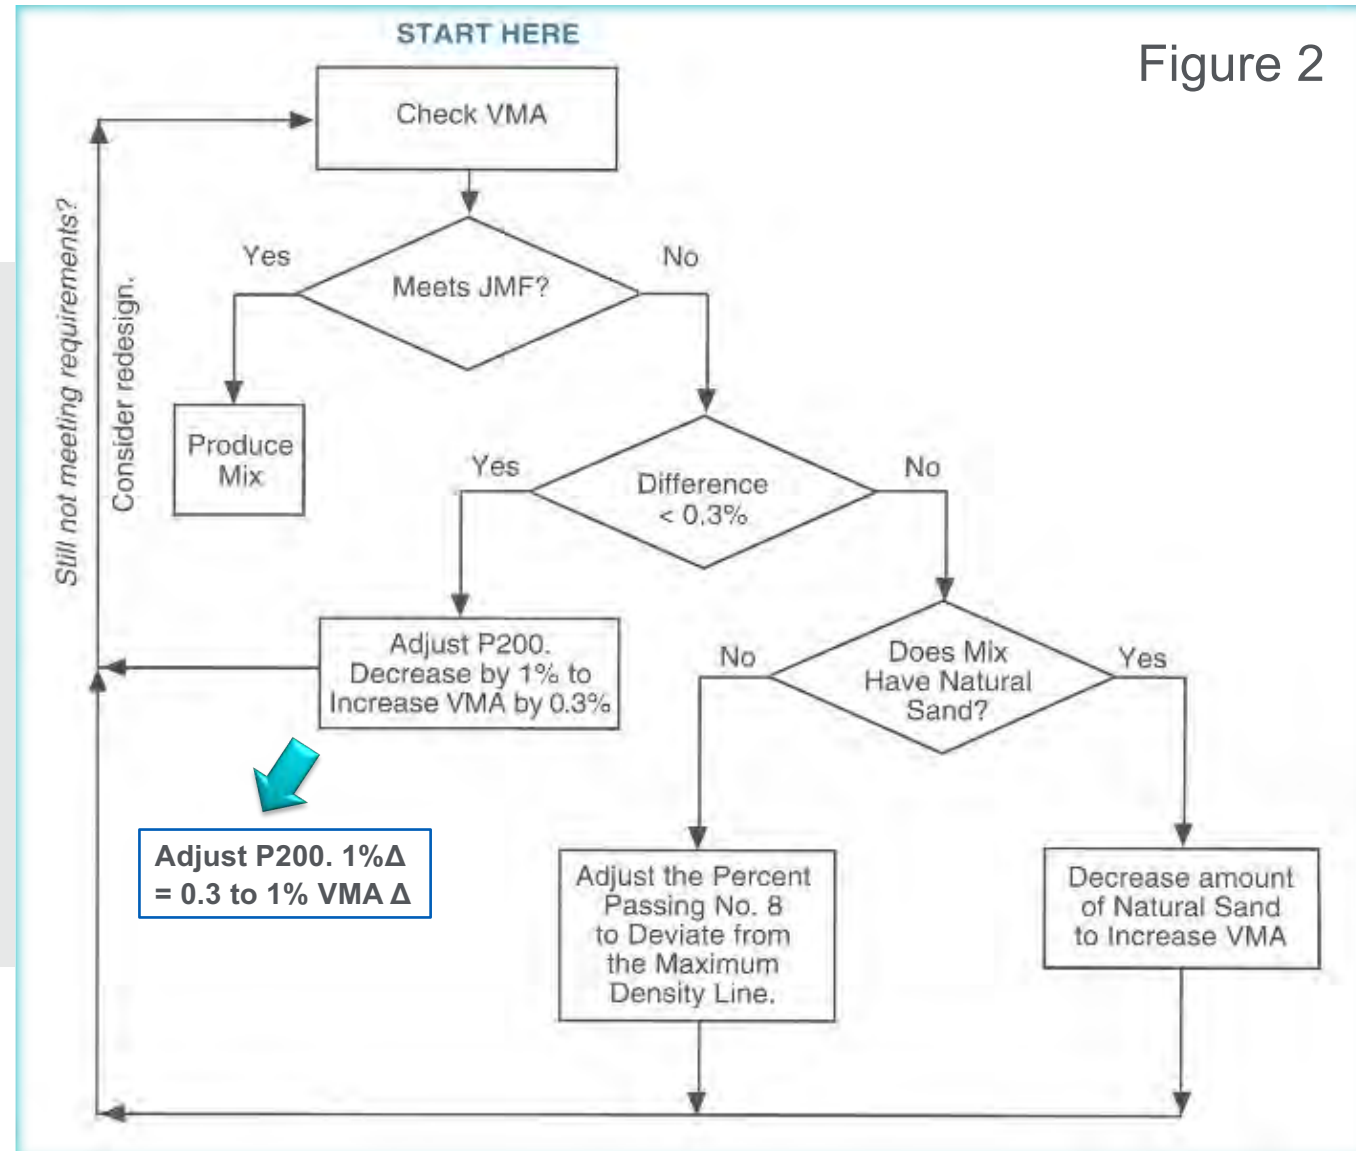 START HERE
Figure 2
Check VMA
Yes
No
Meets JMF?
Still not meeting requirements?
Consider redesign.
Produce
Mix
Yes
No
Difference
< 0.3%
Adjust P200.
Decrease by 1% to
Increase VMA by 0.3%
No
Yes
Does Mix
Have Natural
Sand?
Adjust P200. 1%Δ
= 0.3 to 1% VMA Δ
Adjust the Percent
Passing No. 8
to Deviate from
the Maximum
Density Line.
Decrease amount
of Natural Sand
to Increase VMA